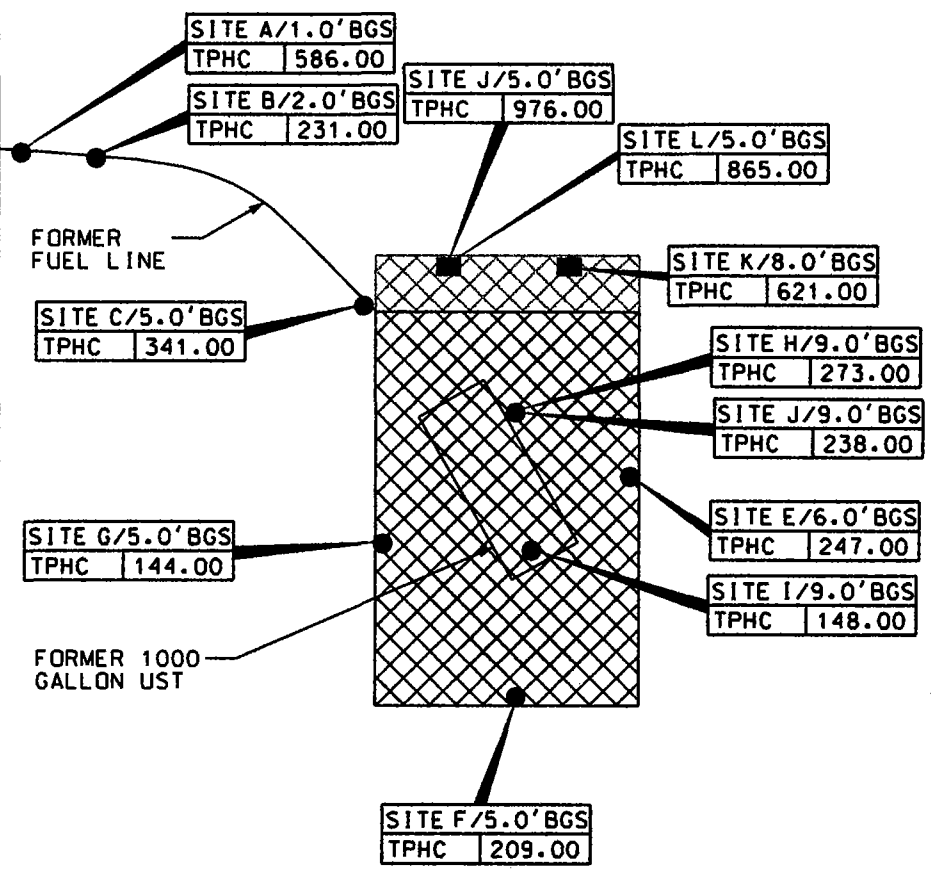 SITE A/1.0'BGS
TPHC 586.00
SITE B/2.0'BGS
TPHC 231.00
SITE J/5.0'BGS
TPHC 976.00
SITE L/5.0'BGS
TPHC 865.00
FORMER
FUEL LINE
SITE K/8.0'BGS
TPHC 621.00
SITE C/5.0'BGS
TPHC 341.00
SITE H/9.0'BGS
TPHC 273.00
SITE J/9.0'BGS
TPHC 238.00
SITE E/6.0'BGS
TPHC 247.00
SITE G/5.0'BGS
TPHC 144.00
SITE I/9.0'BGS
TPHC 148.00
FORMER 1000
GALLON UST
SITE F/5.0'BGS
TPHC 209.00